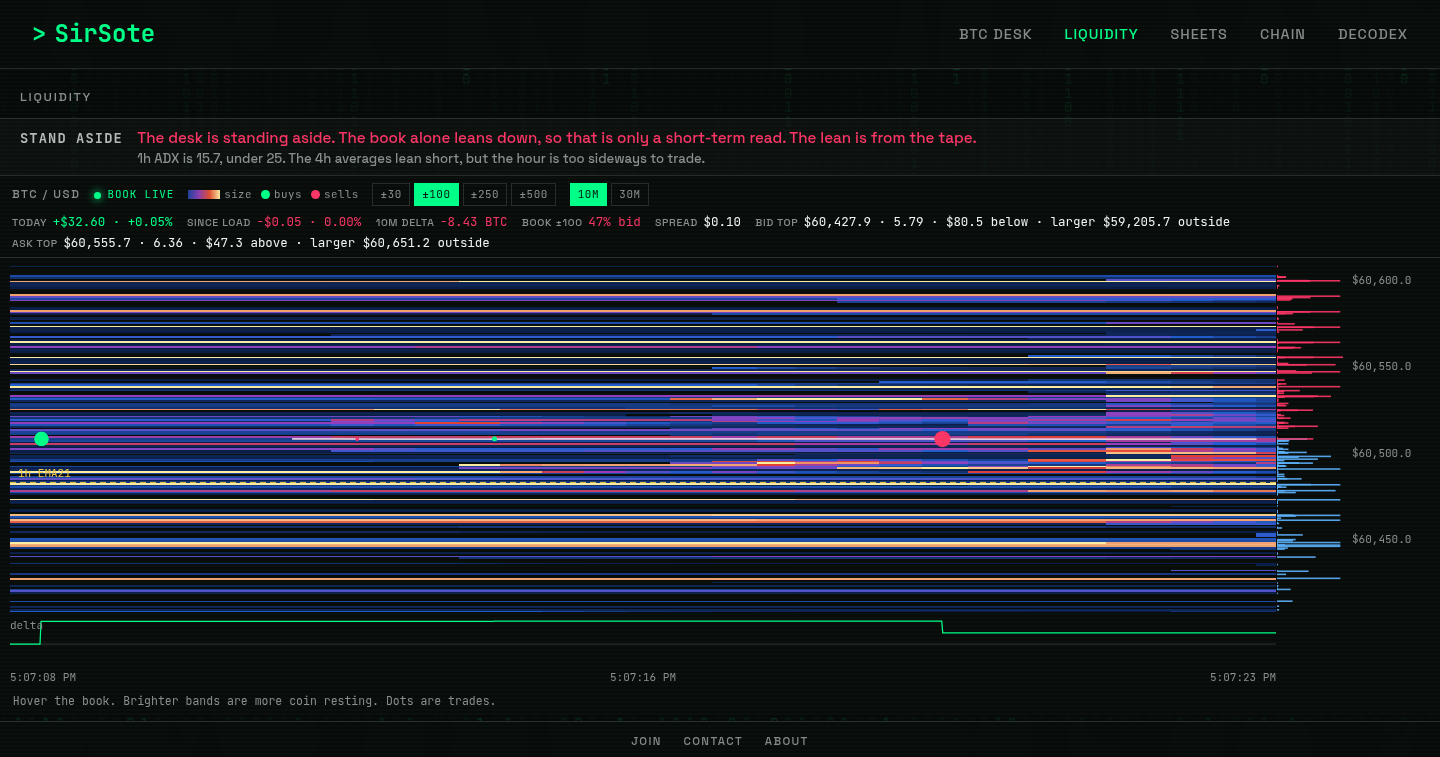 > SirSote
BTC DESK LIQUIDITY SHEETS CHAIN DECODEX
LIQUIDITY
STAND ASIDE The desk is standing aside. The book alone leans down, so that is only a short-term read. The lean is from the tape.
1h ADX is 15.7, under 25. The 4h averages lean short, but the hour is too sideways to trade.
BTC / USD BOOK LIVE size buys sells ±30 ±100 ±250 ±500 10M 30M
TODAY +$32.60 · +0.05% SINCE LOAD -$0.05 · 0.00% 10M DELTA -8.43 BTC BOOK ±100 47% bid SPREAD $0.10 BID TOP $60,427.9 · 5.79 · $80.5 below · larger $59,205.7 outside
ASK TOP $60,555.7 · 6.36 · $47.3 above · larger $60,651.2 outside
$60,600.0
$60,550.0
$60,500.0
1h EMA21
$60,450.0
delta
5:07:08 PM 5:07:16 PM 5:07:23 PM
Hover the book. Brighter bands are more coin resting. Dots are trades.
JOIN CONTACT ABOUT